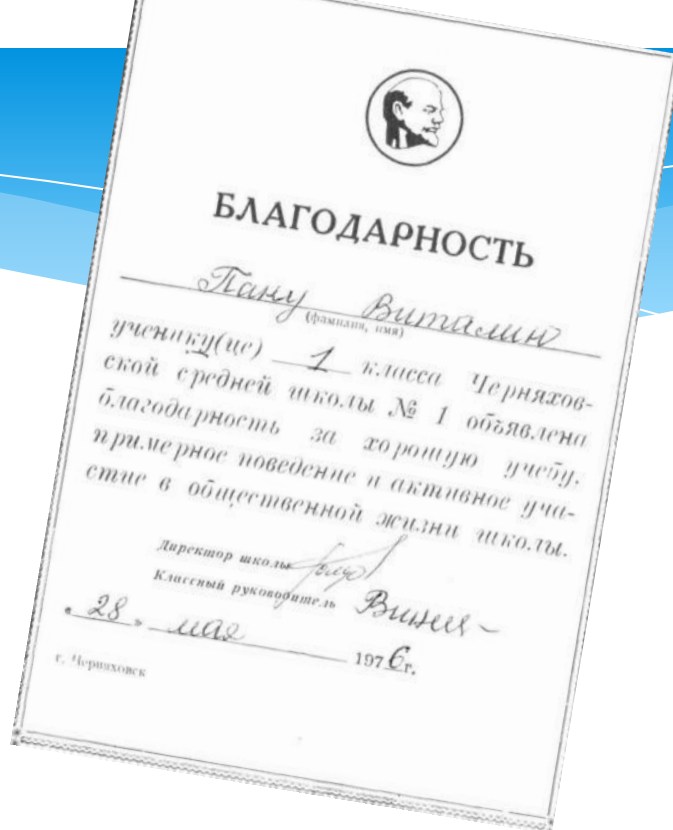 БЛАГОДАРНОСТЬ
Пану Виталию
(фамилия, имя)
ученику(це) 1 класса Черняхов-
ской средней школы № 1 объявлена
благодарность за хорошую учебу,
примерное поведение и активное уча-
стие в общественной жизни школы.
Директор школы
Классный руководитель
« 28 » мая 1976 г.
г. Черняховск